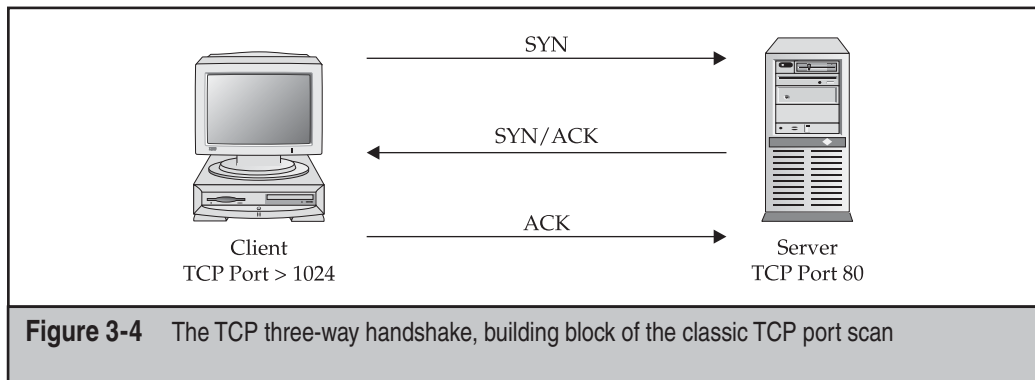 SYN
SYN/ACK
ACK
Client
TCP Port > 1024
Server
TCP Port 80
Figure 3-4 The TCP three-way handshake, building block of the classic TCP port scan